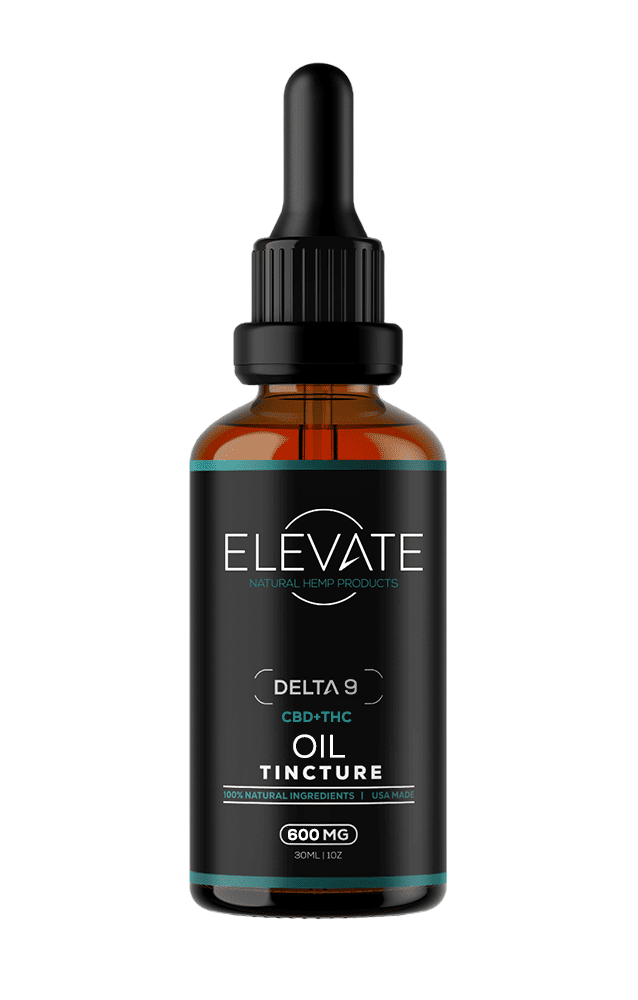 ELEVATE
NATURAL HEMP PRODUCTS
DELTA 9
CBD+THC
OIL
TINCTURE
100% NATURAL INGREDIENTS | USA MADE
600 MG
30ML | 1OZ